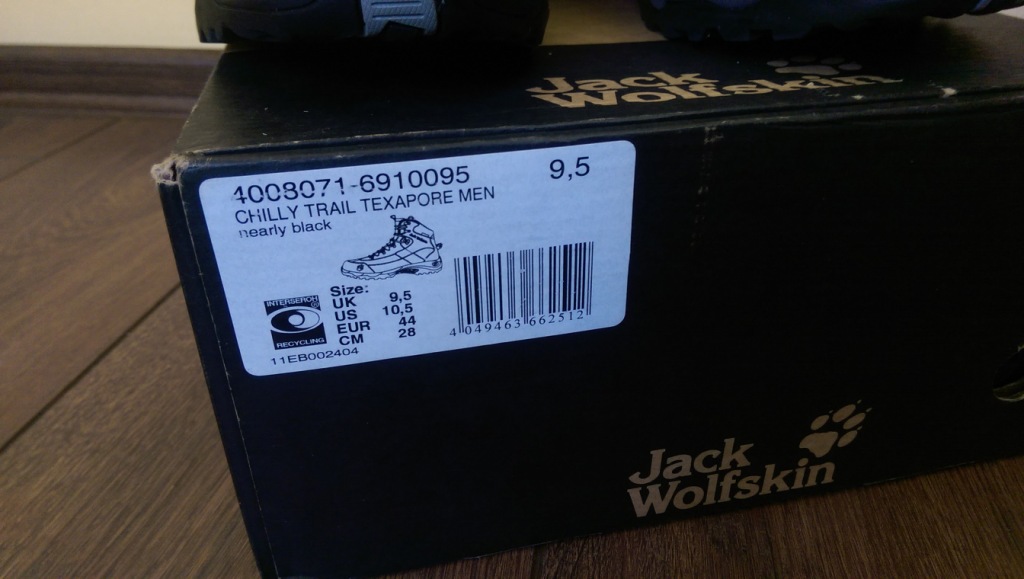 Jack
Wolfskin
4008071-6910095
9,5
CHILLY TRAIL TEXAPORE MEN
nearly black
Size:
UK 9,5
US 10,5
EUR 44
CM 28
INTERSEROH
RECYCLING
11EB002404
4 049463 662512
Jack
Wolfskin